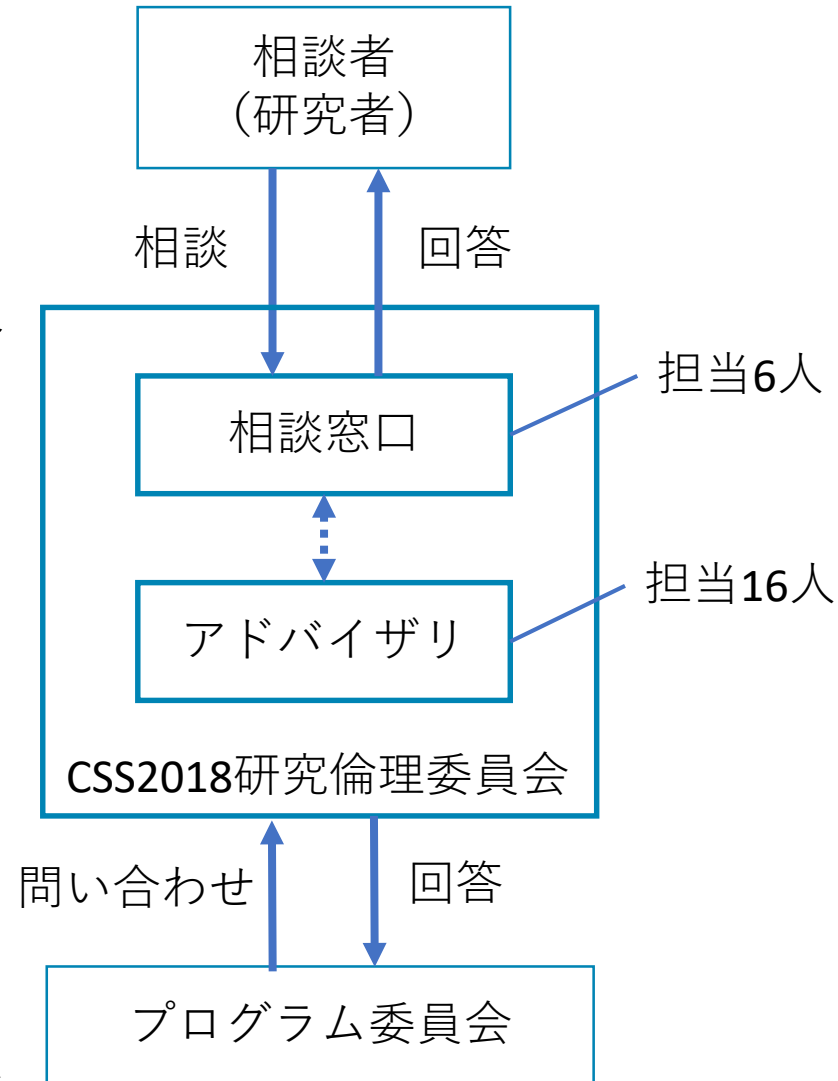 相談者
（研究者）
相談
回答
担当6人
相談窓口
担当16人
アドバイザリ
CSS2018研究倫理委員会
問い合わせ
回答
プログラム委員会